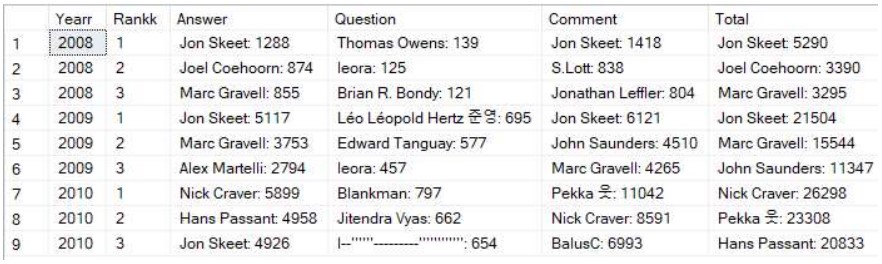 Yearr Rankk Answer Question Comment Total
1 2008 1 Jon Skeet: 1288 Thomas Owens: 139 Jon Skeet: 1418 Jon Skeet: 5290
2 2008 2 Joel Coehoorn: 874 leora: 125 S.Lott: 838 Joel Coehoorn: 3390
3 2008 3 Marc Gravell: 855 Brian R. Bondy: 121 Jonathan Leffler: 804 Marc Gravell: 3295
4 2009 1 Jon Skeet: 5117 Léo Léopold Hertz 준영: 695 Jon Skeet: 6121 Jon Skeet: 21504
5 2009 2 Marc Gravell: 3753 Edward Tanguay: 577 John Saunders: 4510 Marc Gravell: 15544
6 2009 3 Alex Martelli: 2794 leora: 457 Marc Gravell: 4265 John Saunders: 11347
7 2010 1 Nick Craver: 5899 Blankman: 797 Pekka 웃: 11042 Nick Craver: 26298
8 2010 2 Hans Passant: 4958 Jitendra Vyas: 662 Nick Craver: 8591 Pekka 웃: 23308
9 2010 3 Jon Skeet: 4926 l--''''''---------'''''''''''': 654 BalusC: 6993 Hans Passant: 20833